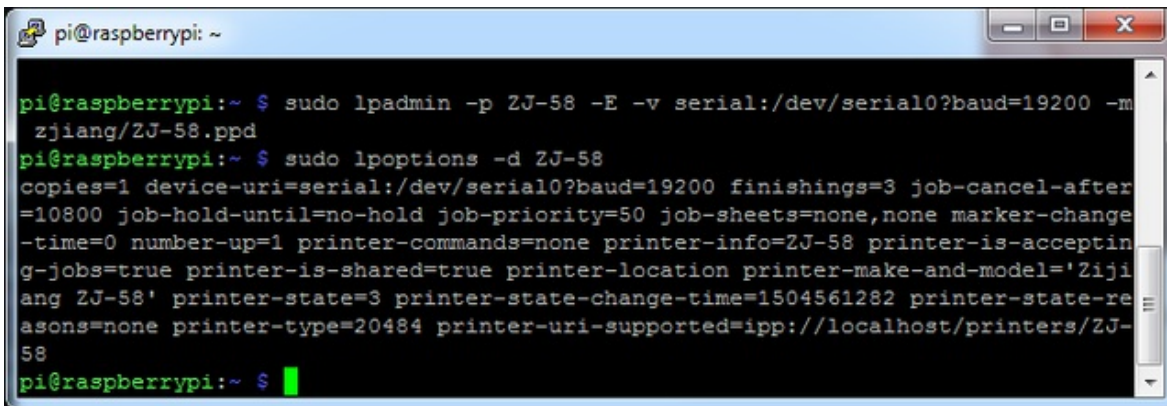 pi@raspberrypi: ~
pi@raspberrypi:~ $ sudo lpadmin -p ZJ-58 -E -v serial:/dev/serial0?baud=19200 -m
 zjiang/ZJ-58.ppd
pi@raspberrypi:~ $ sudo lpoptions -d ZJ-58
copies=1 device-uri=serial:/dev/serial0?baud=19200 finishings=3 job-cancel-after
=10800 job-hold-until=no-hold job-priority=50 job-sheets=none,none marker-change
-time=0 number-up=1 printer-commands=none printer-info=ZJ-58 printer-is-acceptin
g-jobs=true printer-is-shared=true printer-location printer-make-and-model='Ziji
ang ZJ-58' printer-state=3 printer-state-change-time=1504561282 printer-state-re
asons=none printer-type=20484 printer-uri-supported=ipp://localhost/printers/ZJ-
58
pi@raspberrypi:~ $